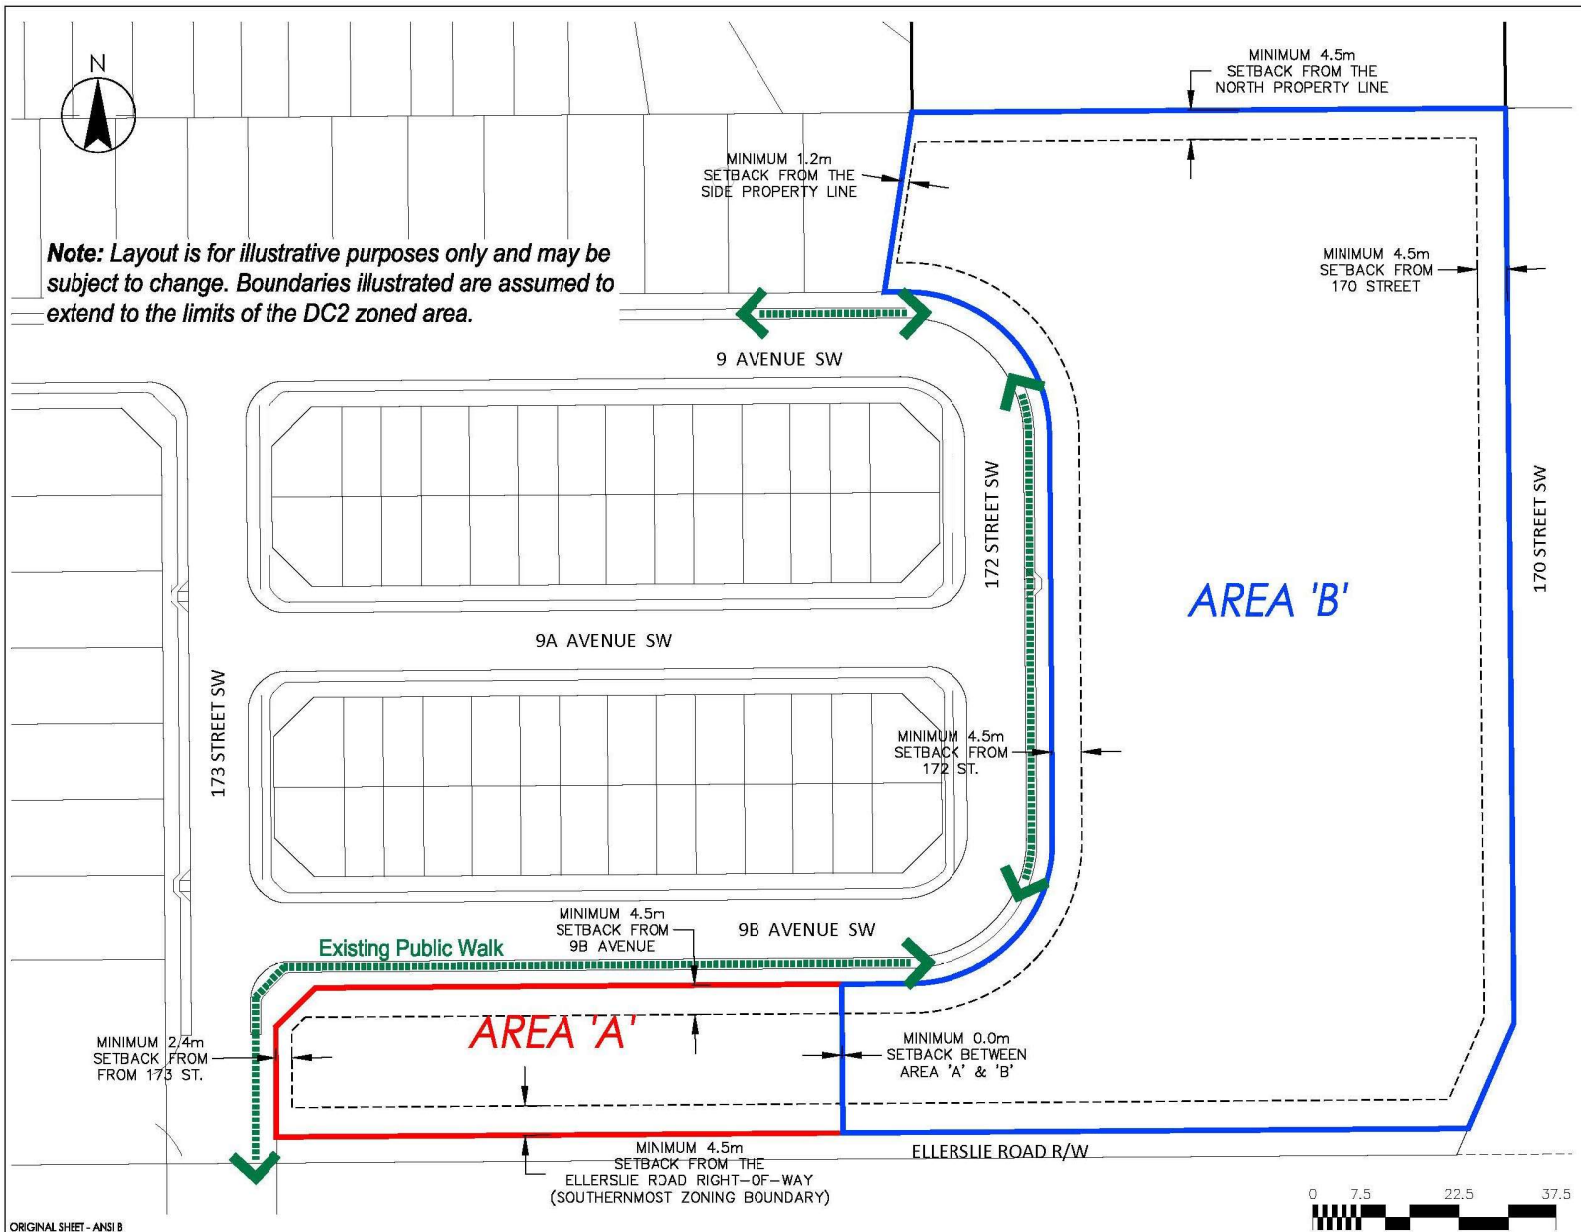 N
MINIMUM 4.5m
SETBACK FROM THE
NORTH PROPERTY LINE
MINIMUM 1.2m
SETBACK FROM THE
SIDE PROPERTY LINE
Note: Layout is for illustrative purposes only and may be
subject to change. Boundaries illustrated are assumed to
extend to the limits of the DC2 zoned area.
MINIMUM 4.5m
SETBACK FROM
170 STREET
9 AVENUE SW
172 STREET SW
170 STREET SW
AREA 'B'
9A AVENUE SW
173 STREET SW
MINIMUM 4.5m
SETBACK FROM
172 ST.
MINIMUM 4.5m
SETBACK FROM
9B AVENUE
9B AVENUE SW
Existing Public Walk
AREA 'A'
MINIMUM 2.4m
SETBACK FROM
FROM 173 ST.
MINIMUM 0.0m
SETBACK BETWEEN
AREA 'A' & 'B'
MINIMUM 4.5m
SETBACK FROM THE
ELLERSLIE ROAD RIGHT-OF-WAY
(SOUTHERNMOST ZONING BOUNDARY)
ELLERSLIE ROAD R/W
0 7.5 22.5 37.5
ORIGINAL SHEET - ANSI B